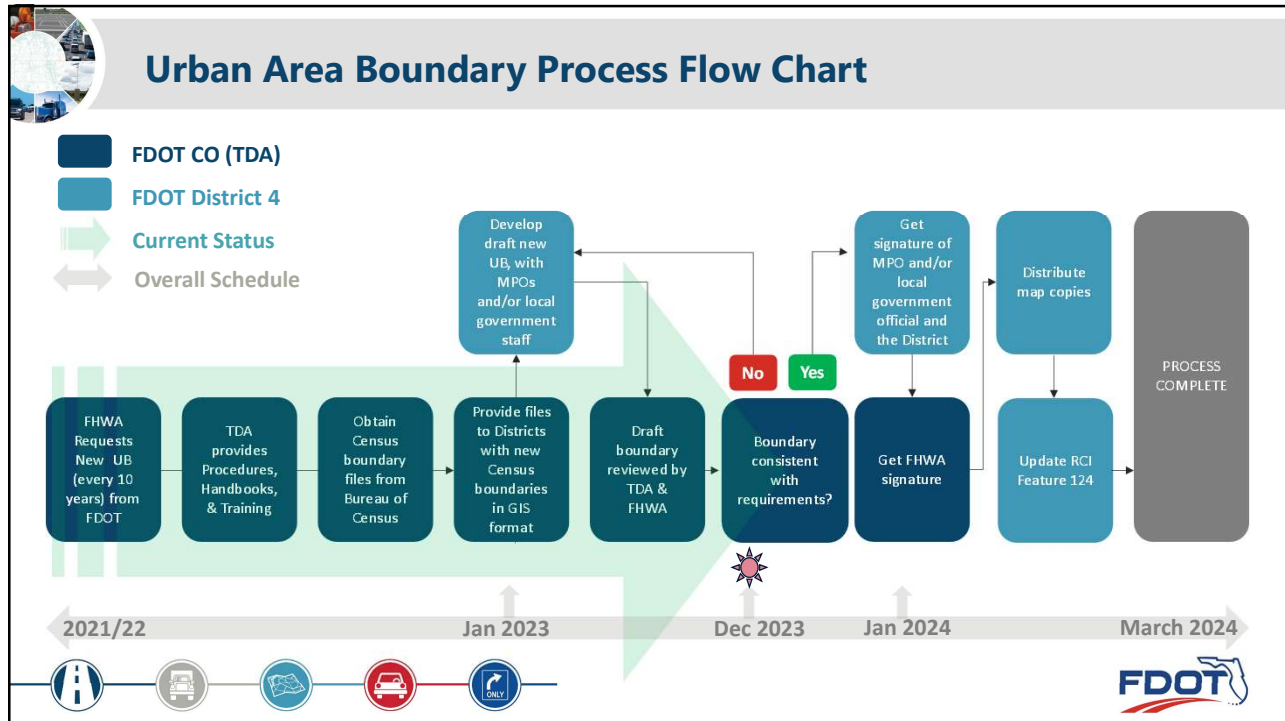 Urban Area Boundary Process Flow Chart
FDOT CO (TDA)
FDOT District 4
Current Status
Overall Schedule
Develop
draft new
UB, with
MPOs
and/or local
government
staff
Get
signature of
MPO and/or
local
government
official and
the District
Distribute
map copies
No
Yes
FHWA
Requests
New UB
(every 10
years) from
FDOT
TDA
provides
Procedures,
Handbooks,
& Training
Obtain
Census
boundary
files from
Bureau of
Census
Provide files
to Districts
with new
Census
boundaries
in GIS
format
Draft
boundary
reviewed by
TDA &
FHWA
Boundary
consistent
with
requirements?
Get FHWA
signature
Update RCI
Feature 124
PROCESS
COMPLETE
2021/22
Jan 2023
Dec 2023
Jan 2024
March 2024
ONLY
FDOT